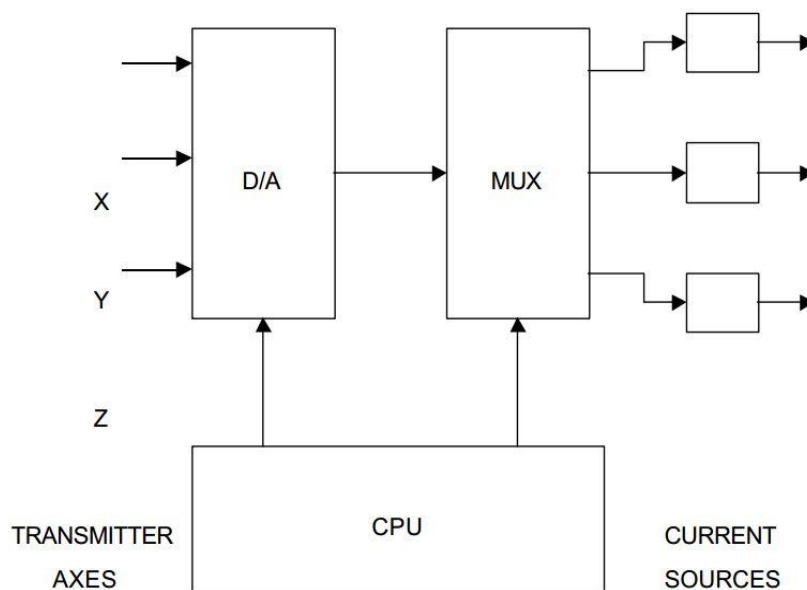 D/A
MUX
X
Y
Z
CPU
TRANSMITTER
AXES
CURRENT
SOURCES